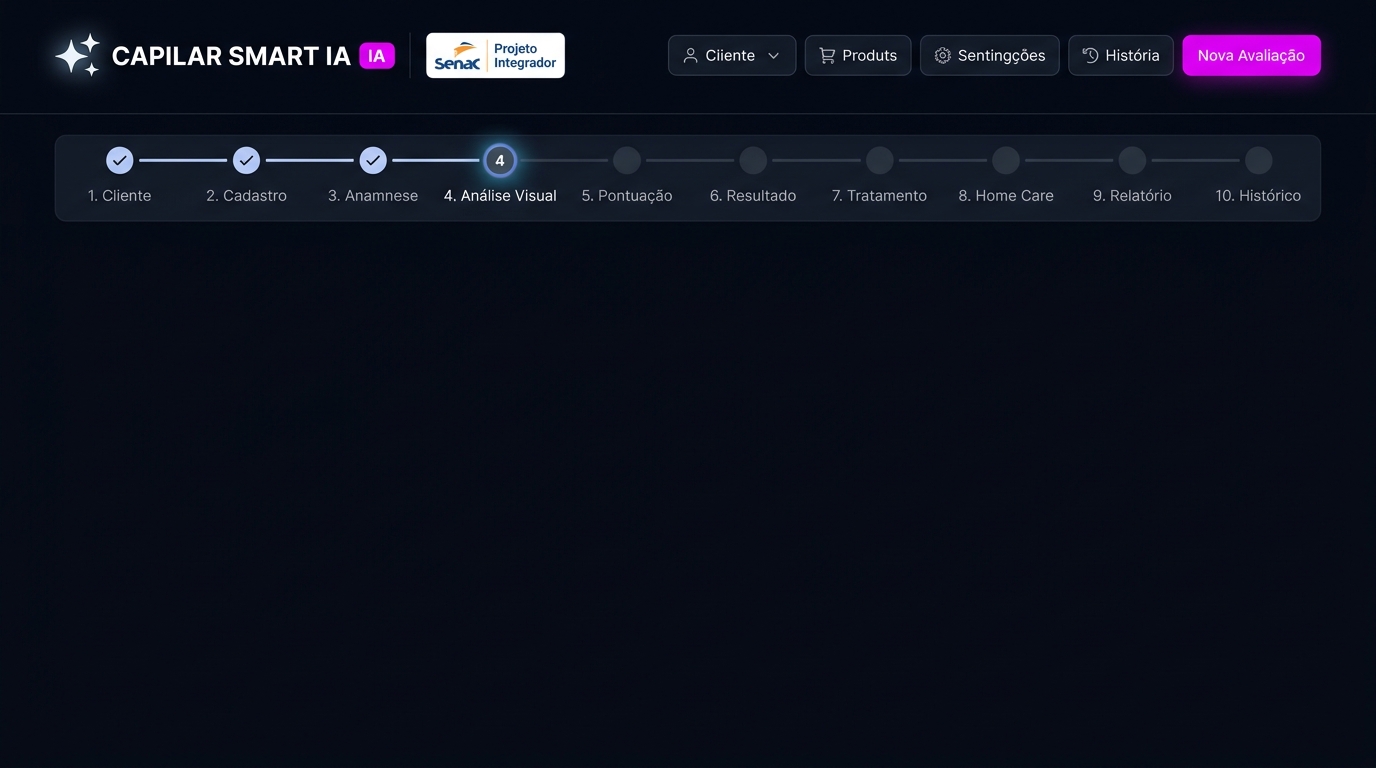 CAPILAR SMART IA IA
Senac
Projeto
Integrador
Cliente
Produts
Sentingções
História
Nova Avaliação
4
1. Cliente
2. Cadastro
3. Anamnese
4. Análise Visual
5. Pontuação
6. Resultado
7. Tratamento
8. Home Care
9. Relatório
10. Histórico